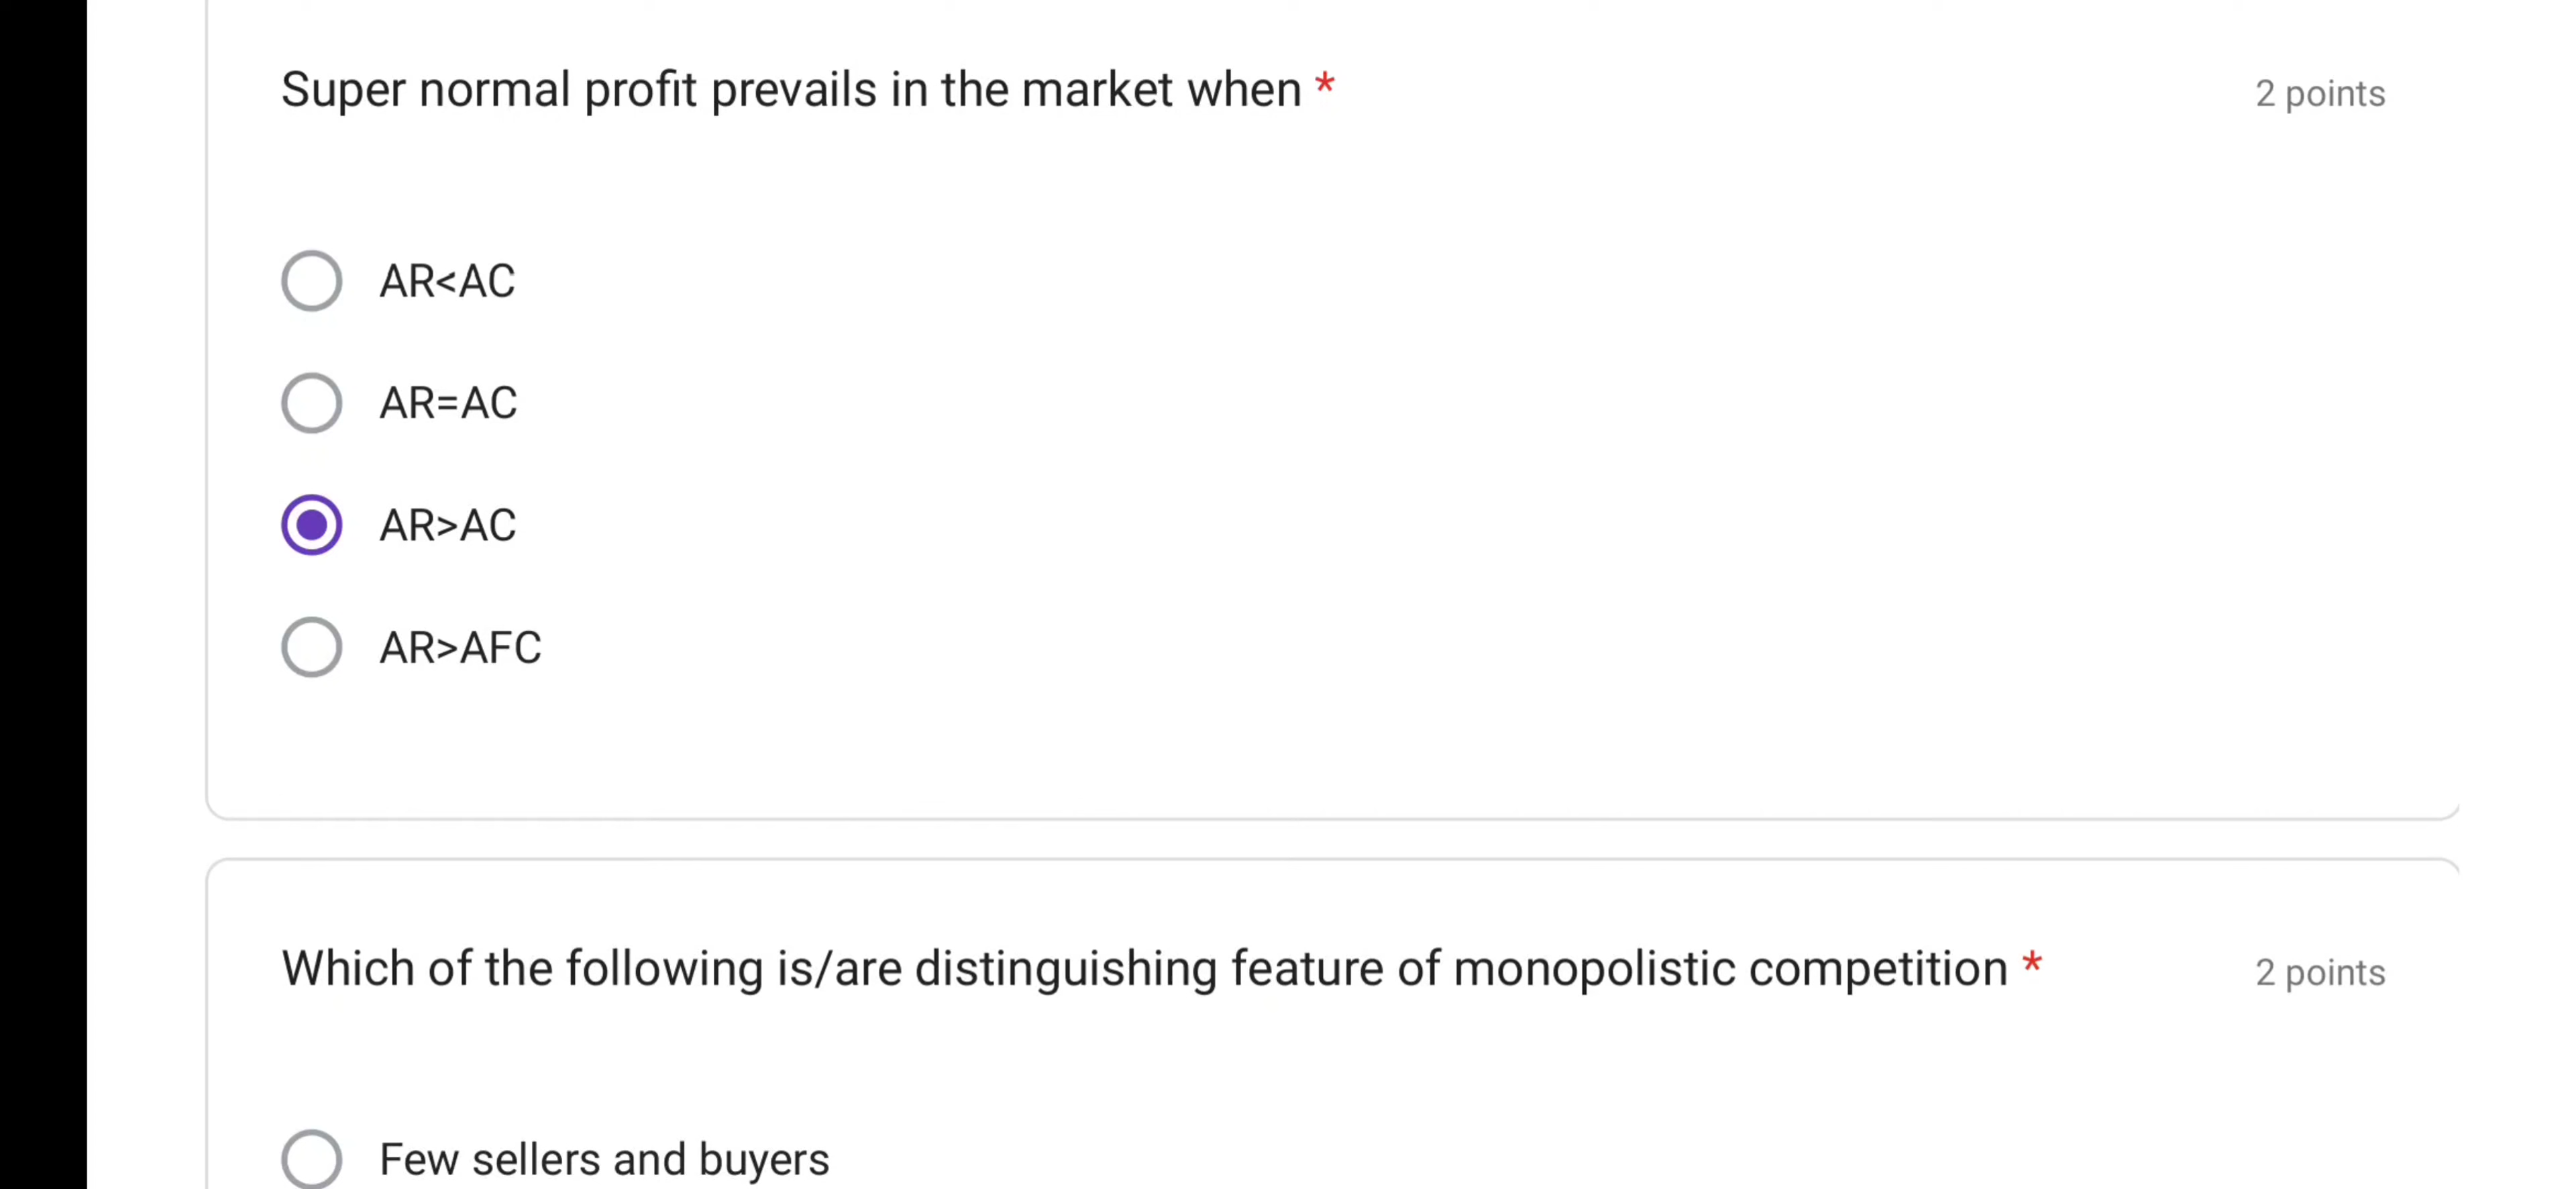 Super normal profit prevails in the market when *
2 points
AR<AC
AR=AC
AR>AC
AR>AFC
Which of the following is/are distinguishing feature of monopolistic competition *
2 points
Few sellers and buyers